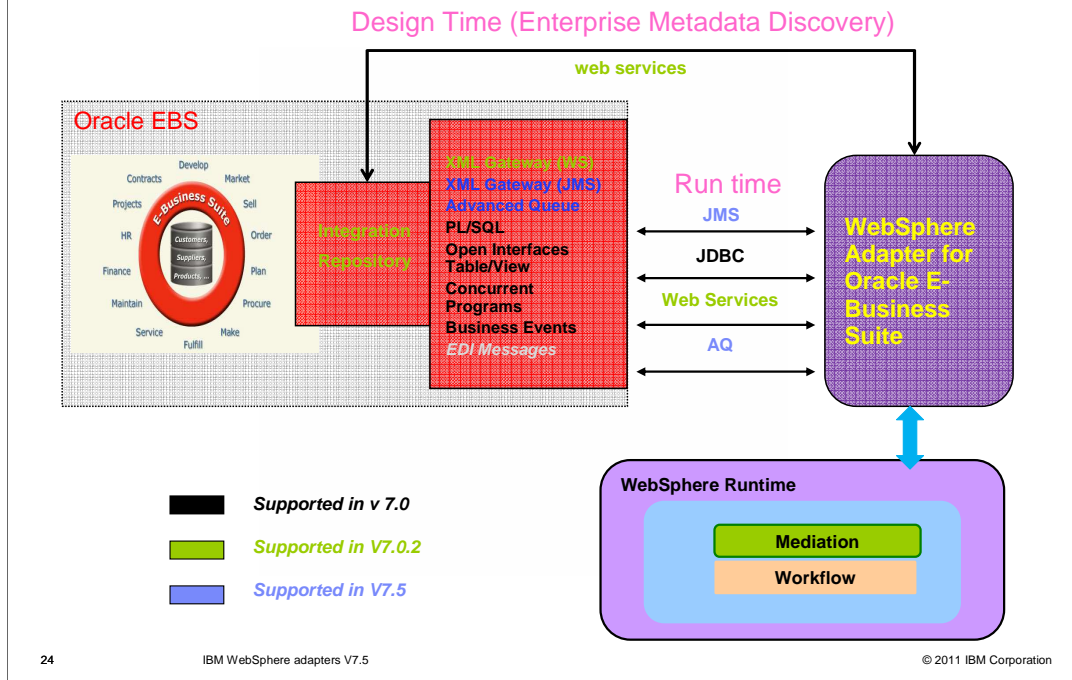 Design Time (Enterprise Metadata Discovery)
web services
Oracle EBS
Develop
Contracts
Market
Projects
Sell
HR
Order
Finance
Plan
Maintain
Procure
Service
Make
Fulfill
E-Business Suite
Customers,
Suppliers,
Products, ...
Integration
Repository
XML Gateway (WS)
XML Gateway (JMS)
Advanced Queue
PL/SQL
Open Interfaces
Table/View
Concurrent
Programs
Business Events
EDI Messages
Run time
JMS
JDBC
Web Services
AQ
WebSphere
Adapter for
Oracle E-
Business
Suite
WebSphere Runtime
Mediation
Workflow
Supported in v 7.0
Supported in V7.0.2
Supported in V7.5
24
IBM WebSphere adapters V7.5
© 2011 IBM Corporation